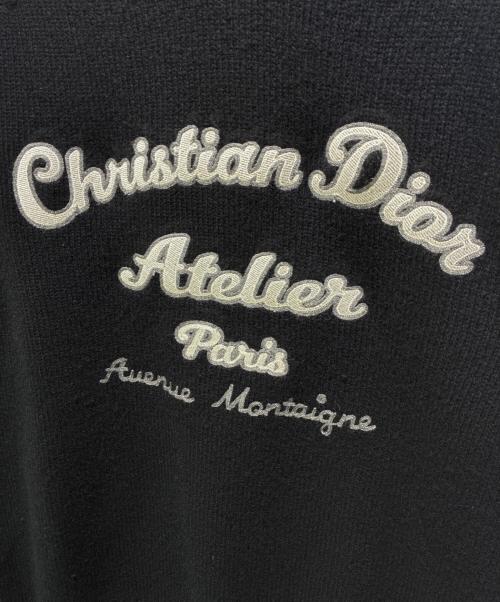 Christian Dior
Atelier
Paris
Avenue Montaigne